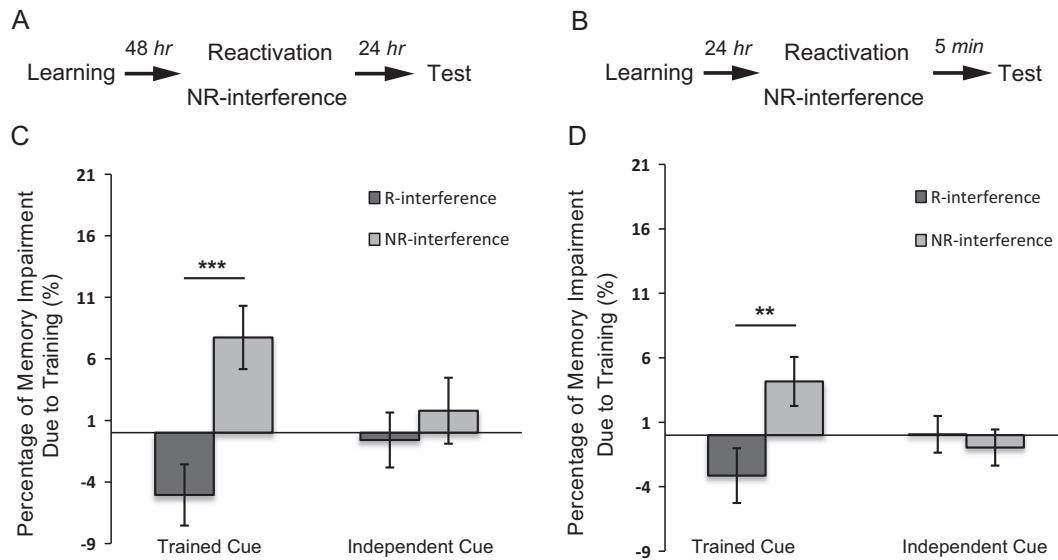 A
48 hr
Reactivation
24 hr
Learning
Test
NR-interference
B
24 hr
Reactivation
5 min
Learning
Test
NR-interference
C
Percentage of Memory Impairment
Due to Training (%)
21
16
11
6
1
-4
-9
R-interference
NR-interference
***
Trained Cue
Independent Cue
D
Percentage of Memory Impairment
Due to Training (%)
21
16
11
6
1
-4
-9
R-interference
NR-interference
**
Trained Cue
Independent Cue